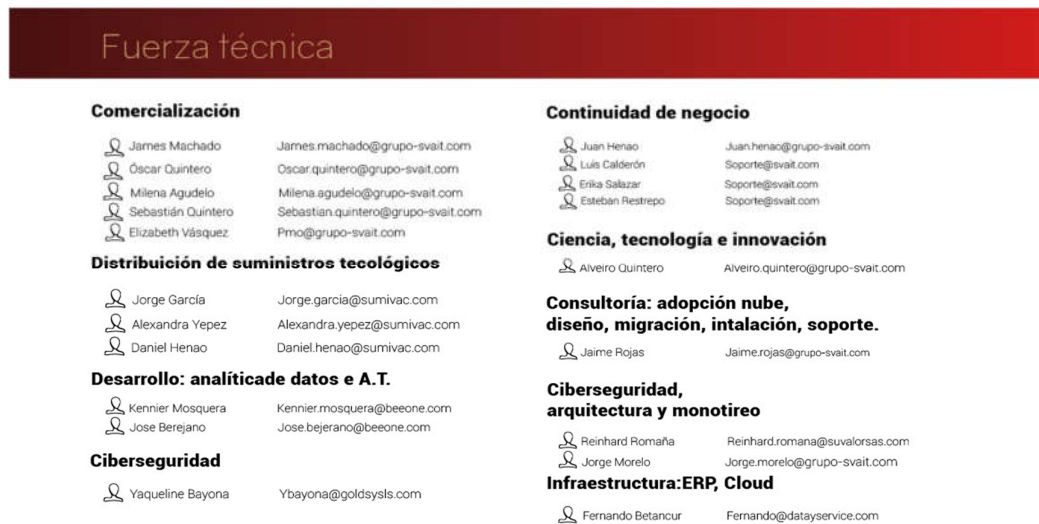 Fuerza técnica
Comercialización
James Machado James.machado@grupo-svait.com
Óscar Quintero Oscar.quintero@grupo-svait.com
Milena Agudelo Milena.agudelo@grupo-svait.com
Sebastián Quintero Sebastian.quintero@grupo-svait.com
Elizabeth Vásquez Pmo@grupo-svait.com
Distribuición de suministros tecológicos
Jorge García Jorge.garcia@sumivac.com
Alexandra Yepez Alexandra.yepez@sumivac.com
Daniel Henao Daniel.henao@sumivac.com
Desarrollo: analíticade datos e A.T.
Kennier Mosquera Kennier.mosquera@beeone.com
Jose Berejano Jose.bejerano@beeone.com
Ciberseguridad
Yaqueline Bayona Ybayona@goldsysls.com
Continuidad de negocio
Juan Henao Juan.henao@grupo-svait.com
Luis Calderón Soporte@svait.com
Erika Salazar Soporte@svait.com
Esteban Restrepo Soporte@svait.com
Ciencia, tecnología e innovación
Alveiro Quintero Alveiro.quintero@grupo-svait.com
Consultoría: adopción nube,
diseño, migración, intalación, soporte.
Jaime Rojas Jaime.rojas@grupo-svait.com
Ciberseguridad,
arquitectura y monotireo
Reinhard Romaña Reinhard.romana@suvalorsas.com
Jorge Morelo Jorge.morelo@grupo-svait.com
Infraestructura:ERP, Cloud
Fernando Betancur Fernando@datayservice.com